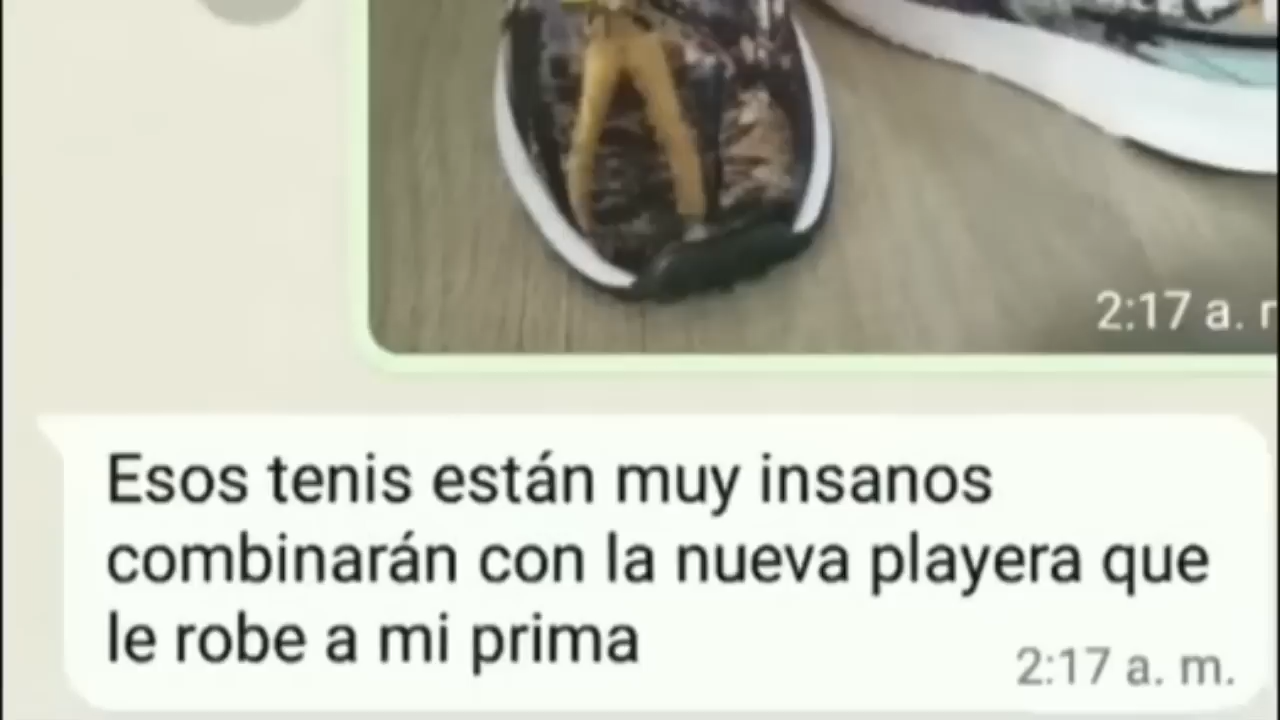 2:17 a.
Esos tenis están muy insanos
combinarán con la nueva playera que
le robe a mi prima
2:17 a. m.